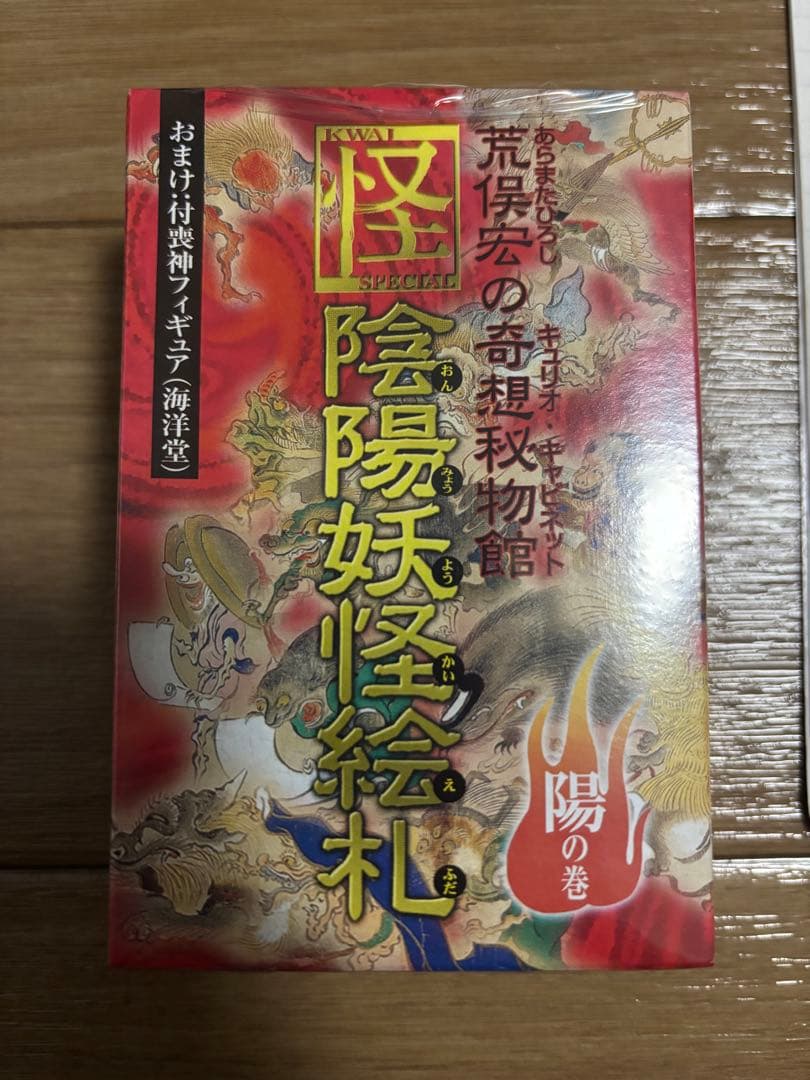 あらまたひろし キュリオ・キャビネット
荒俣宏の奇想秘物館
KWAI
怪
SPECIAL
おんみょうようかいえふだ
陰陽妖怪絵札
おまけ:付喪神フィギュア(海洋堂)
陽の巻